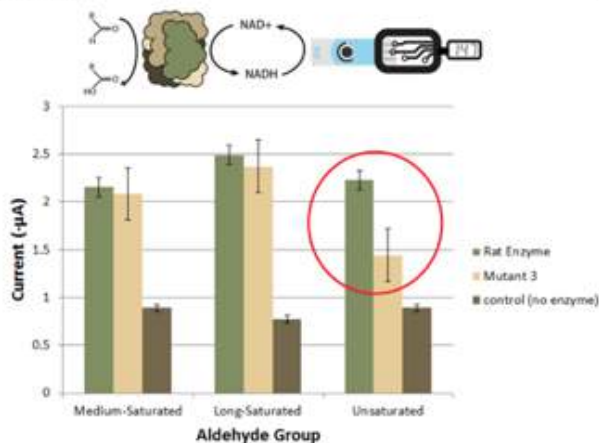 R
H
O
R
HO
O
NAD+
NADH
3
2.5
2
1.5
1
0.5
0
Current (-µA)
Medium-Saturated
Long-Saturated
Unsaturated
Aldehyde Group
Rat Enzyme
Mutant 3
control (no enzyme)